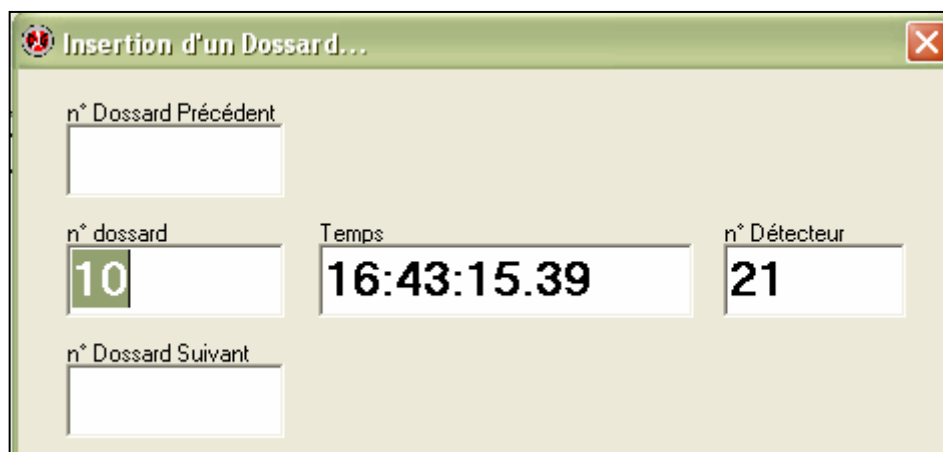 Insertion d'un Dossard...
n° Dossard Précédent
n° dossard Temps n° Détecteur
10 16:43:15.39 21
n° Dossard Suivant